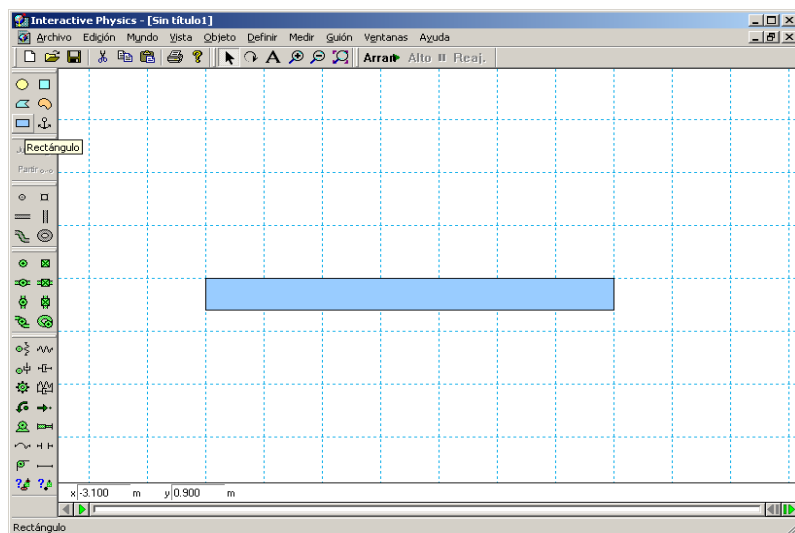 Interactive Physics - [Sin título1]
Archivo Edición Mundo Vista Objeto Definir Medir Guión Ventanas Ayuda
Arran Alto Reaj.
Rectángulo
Partir
x -3.100 m y 0.900 m
Rectángulo